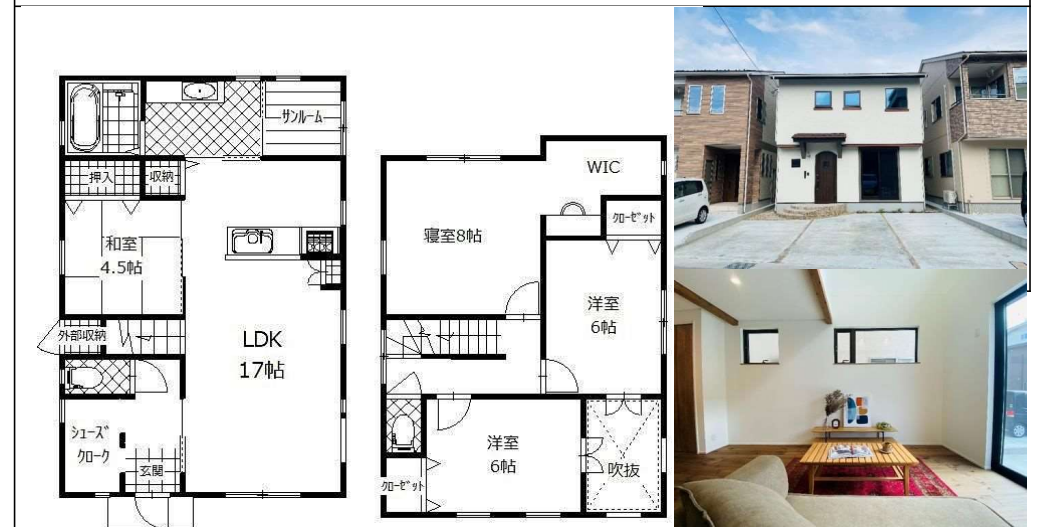 サンルーム
押入
収納
和室
4.5帖
外部収納
LDK
17帖
シューズ
クローク
玄関
WIC
クローゼット
寝室8帖
洋室
6帖
洋室
6帖
吹抜
クローゼット